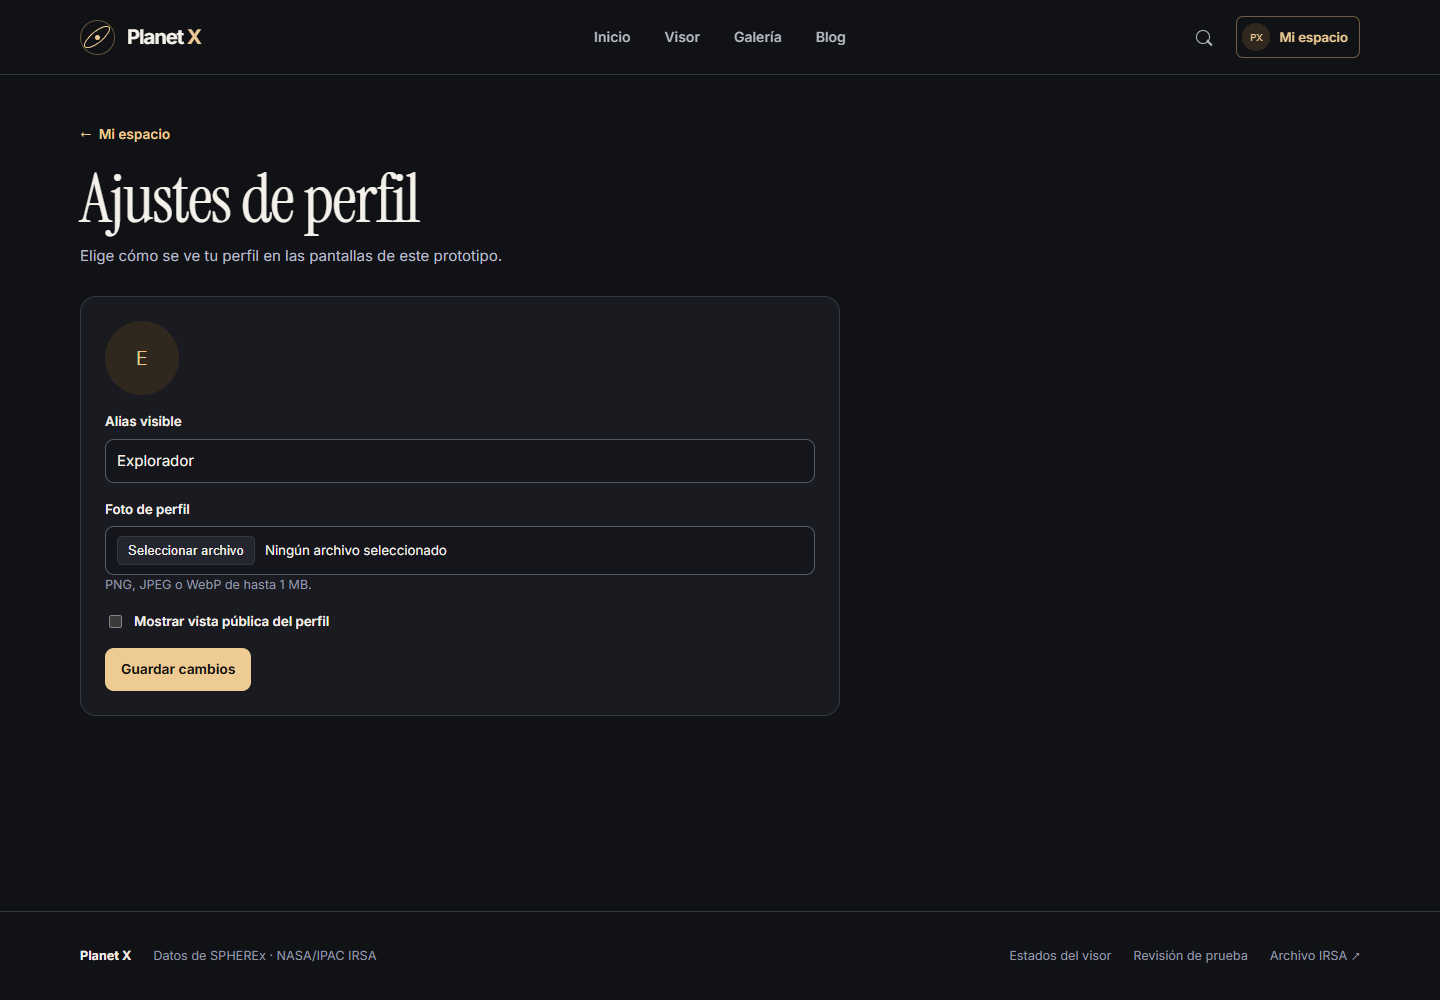 Planet X
Inicio Visor Galería Blog
PX Mi espacio
← Mi espacio
Ajustes de perfil
Elige cómo se ve tu perfil en las pantallas de este prototipo.
E
Alias visible
Explorador
Foto de perfil
Seleccionar archivo Ningún archivo seleccionado
PNG, JPEG o WebP de hasta 1 MB.
Mostrar vista pública del perfil
Guardar cambios
Planet X Datos de SPHEREx · NASA/IPAC IRSA Estados del visor Revisión de prueba Archivo IRSA ↗